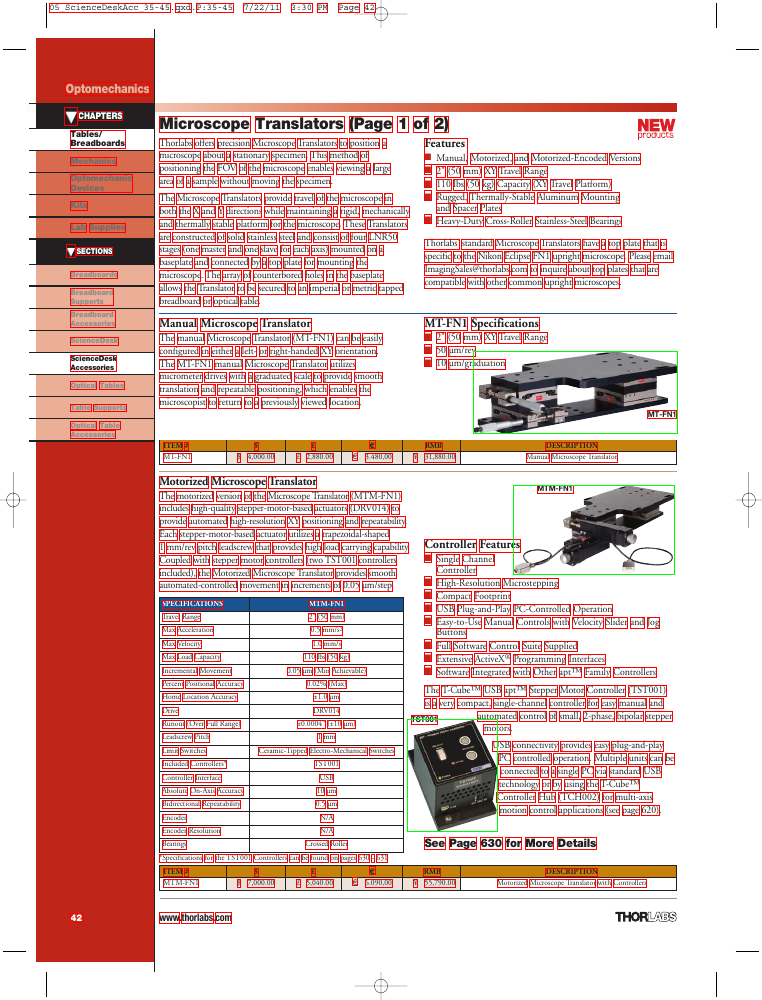 05 ScienceDeskAcc 35-45.qxd.P:35-45 7/22/11 3:30 PM Page 42
Optomechanics
CHAPTERS
Tables/
Breadboards
Mechanics
Optomechanic
Devices
Kits
Lab Supplies
SECTIONS
Breadboards
Breadboard
Supports
Breadboard
Accessories
ScienceDesk
ScienceDesk
Accessories
Optical Tables
Table Supports
Optical Table
Accessories
42
Microscope Translators (Page 1 of 2)
NEW
products
Thorlabs offers precision Microscope Translators to position a
microscope about a stationary specimen. This method of
positioning the FOV of the microscope enables viewing a large
area of a sample without moving the specimen.
The Microscope Translators provide travel of the microscope in
both the X and Y directions while maintaining a rigid, mechanically
and thermally stable platform for the microscope. These Translators
are constructed of solid stainless steel and consist of four LNR50
stages (one master and one slave for each axis) mounted on a
baseplate and connected by a top plate for mounting the
microscope. The array of counterbored holes in the baseplate
allows the Translator to be secured to an imperial or metric tapped
breadboard or optical table.
Features
Manual, Motorized, and Motorized-Encoded Versions
2" (50 mm) XY Travel Range
110 lbs (50 kg) Capacity (XY Travel Platform)
Rugged, Thermally-Stable Aluminum Mounting
and Spacer Plates
Heavy-Duty Cross-Roller Stainless-Steel Bearings
Thorlabs standard Microscope Translators have a top plate that is
specific to the Nikon Eclipse FN1 upright microscope. Please email
ImagingSales@thorlabs.com to inquire about top plates that are
compatible with other common upright microscopes.
Manual Microscope Translator
The manual Microscope Translator (MT-FN1) can be easily
configured in either a left- or right-handed XY orientation.
The MT-FN1 manual Microscope Translator utilizes
micrometer drives with a graduated scale to provide smooth
translation and repeatable positioning, which enables the
microscopist to return to a previously viewed location.
MT-FN1 Specifications
2" (50 mm) XY Travel Range
50 µm/rev
10 µm/graduation
MT-FN1
ITEM # $ £ € RMB DESCRIPTION
MT-FN1 $ 4,000.00 £ 2,880.00 € 3.480,00 ¥ 31,880.00 Manual Microscope Translator
Motorized Microscope Translator
The motorized version of the Microscope Translator (MTM-FN1)
includes high-quality stepper-motor-based actuators (DRV014) to
provide automated high-resolution XY positioning and repeatability.
Each stepper-motor-based actuator utilizes a trapezoidal-shaped
1 mm/rev pitch leadscrew that provides high load carrying capability.
Coupled with stepper motor controllers (two TST001 controllers
included), the Motorized Microscope Translator provides smooth
automated-controlled movement in increments of 0.05 µm/step.
MTM-FN1
SPECIFICATIONS MTM-FN1
Travel Range 2" (50 mm)
Max Acceleration 0.5 mm/s²
Max Velocity 1.0 mm/s
Max Load Capacity 110 lbs (50 kg)
Incremental Movement 0.05 µm (Min Achievable)
Percent Positional Accuracy 0.02% (Max)
Home Location Accuracy ±1.0 µm
Drive DRV014
Runout (Over Full Range) ±0.0004" (±10 µm)
Leadscrew Pitch 1 mm
Limit Switches Ceramic-Tipped Electro-Mechanical Switches
Included Controllers* TST001
Controller Interface USB
Absolute On-Axis Accuracy 10 µm
Bidirectional Repeatability 0.5 µm
Encoder N/A
Encoder Resolution N/A
Bearings Crossed Roller
*Specifications for the TST001 Controllers can be found on pages 630 - 631
Controller Features
Single Channel
Controller
High-Resolution Microstepping
Compact Footprint
USB Plug-and-Play PC-Controlled Operation
Easy-to-Use Manual Controls with Velocity Slider and Jog
Buttons
Full Software Control Suite Supplied
Extensive ActiveX® Programming Interfaces
Software Integrated with Other apt™ Family Controllers
The T-Cube™ USB apt™ Stepper Motor Controller (TST001)
is a very compact, single-channel controller for easy manual and
automated control of small, 2-phase, bipolar stepper
motors.
TST001
USB connectivity provides easy plug-and-play
PC controlled operation. Multiple units can be
connected to a single PC via standard USB
technology or by using the T-Cube™
Controller Hub (TCH002) for multi-axis
motion control applications (see page 620).
See Page 630 for More Details
ITEM # $ £ € RMB DESCRIPTION
MTM-FN1 $ 7,000.00 £ 5,040.00 € 6.090,00 ¥ 55,790.00 Motorized Microscope Translator with Controllers
www.thorlabs.com
THORLABS